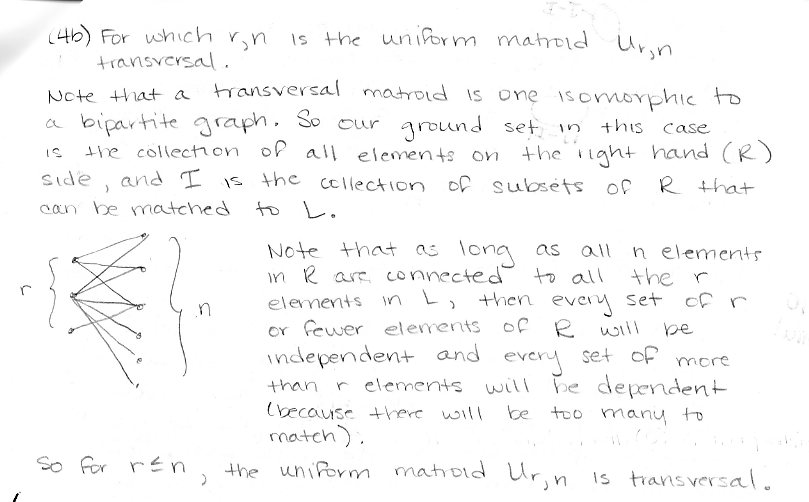 (4b) For which r,n is the uniform matroid Ur,n
transversal.
Note that a transversal matroid is one isomorphic to
a bipartite graph. So our ground set in this case
is the collection of all elements on the right hand (R)
side, and I is the collection of subsets of R that
can be matched to L.
r
n
Note that as long as all n elements
in R are connected to all the r
elements in L, then every set of r
or fewer elements of R will be
independent and every set of more
than r elements will be dependent
(because there will be too many to
match).
So for r≤n, the uniform matroid Ur,n is transversal.